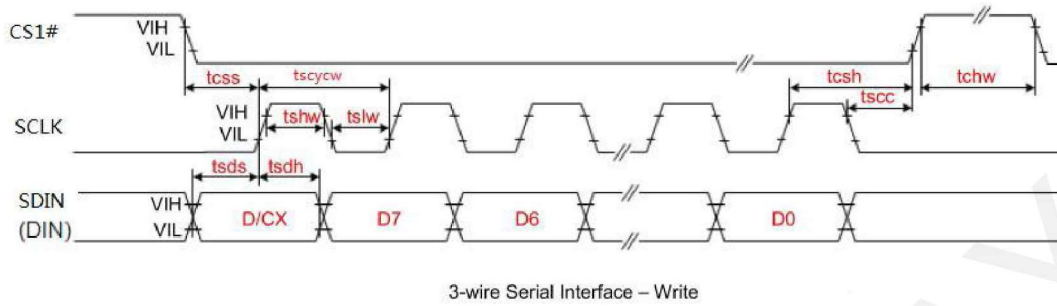 CS1#
VIH
VIL
tcss
tscycw
tcsh
tchw
tscc
SCLK
VIH
VIL
tshw
tslw
tsds
tsdh
SDIN
(DIN)
VIH
VIL
D/CX
D7
D6
D0
3-wire Serial Interface – Write